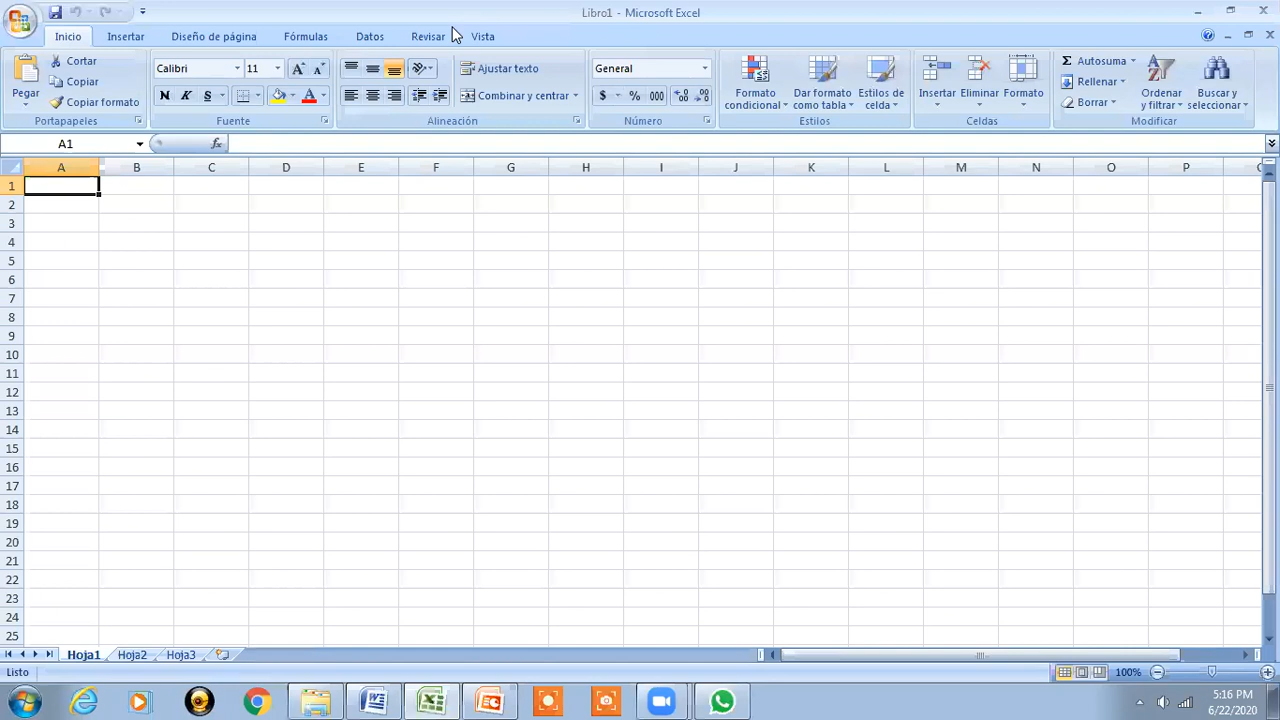 Libro1 - Microsoft Excel
Inicio Insertar Diseño de página Fórmulas Datos Revisar Vista
Pegar
Cortar
Copiar
Copiar formato
Portapapeles
Calibri 11
N K S
Fuente
Ajustar texto
Combinar y centrar
Alineación
General
$ % 000
Número
Formato condicional
Dar formato como tabla
Estilos de celda
Estilos
Insertar Eliminar Formato
Celdas
Autosuma
Rellenar
Borrar
Ordenar y filtrar
Buscar y seleccionar
Modificar
A1 fx
A B C D E F G H I J K L M N O P
1
2
3
4
5
6
7
8
9
10
11
12
13
14
15
16
17
18
19
20
21
22
23
24
25
Hoja1 Hoja2 Hoja3
Listo 100%
5:16 PM
6/22/2020